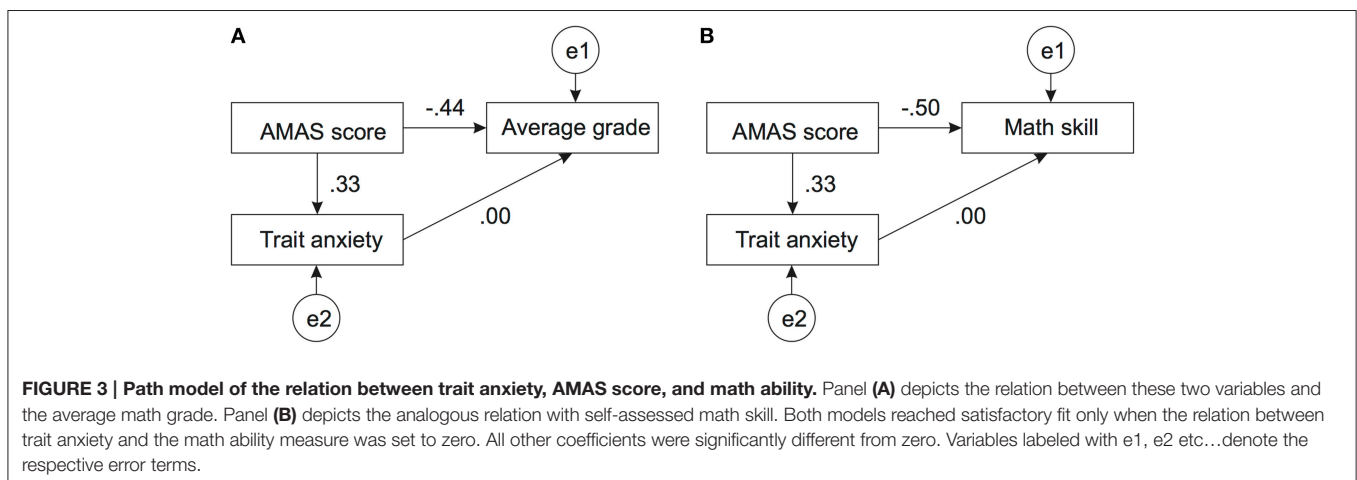 A
e1
AMAS score
-.44
Average grade
.33
.00
Trait anxiety
e2
B
e1
AMAS score
-.50
Math skill
.33
.00
Trait anxiety
e2
FIGURE 3 | Path model of the relation between trait anxiety, AMAS score, and math ability. Panel (A) depicts the relation between these two variables and
the average math grade. Panel (B) depicts the analogous relation with self-assessed math skill. Both models reached satisfactory fit only when the relation between
trait anxiety and the math ability measure was set to zero. All other coefficients were significantly different from zero. Variables labeled with e1, e2 etc…denote the
respective error terms.